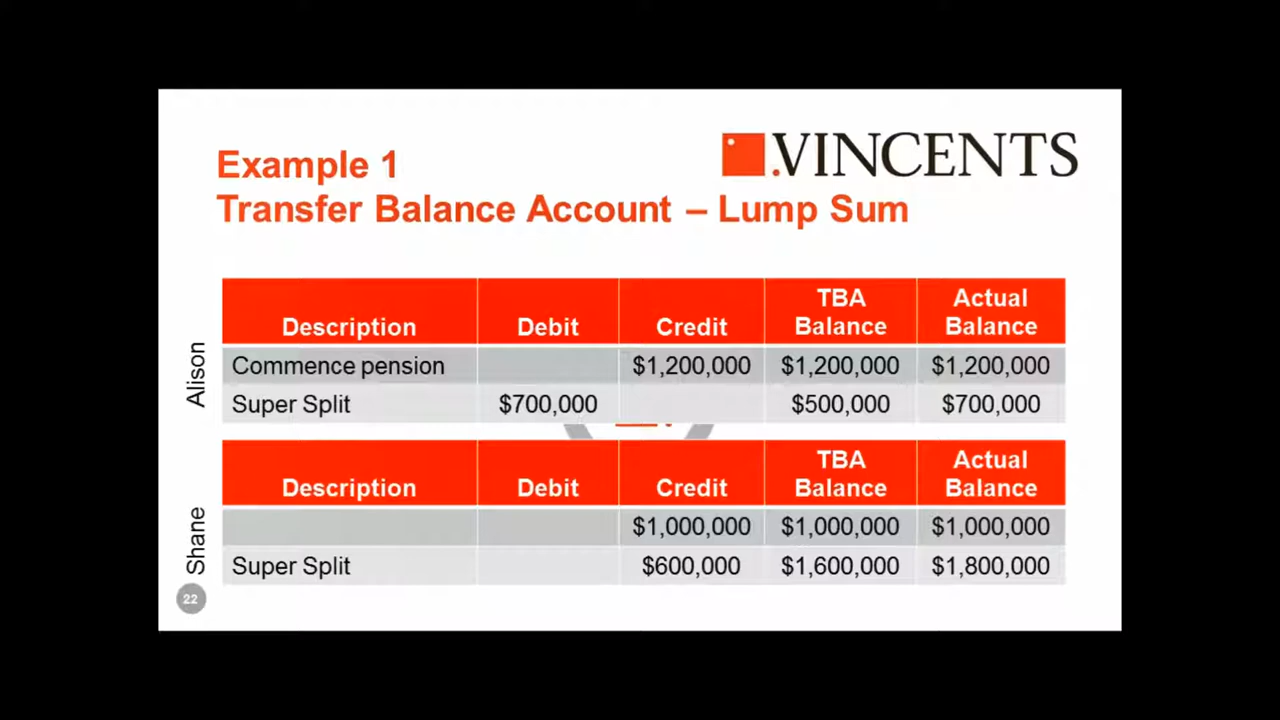 .VINCENTS
Example 1
Transfer Balance Account – Lump Sum
Alison
Description Debit Credit TBA Balance Actual Balance
Commence pension $1,200,000 $1,200,000 $1,200,000
Super Split $700,000 $500,000 $700,000
Shane
Description Debit Credit TBA Balance Actual Balance
$1,000,000 $1,000,000 $1,000,000
Super Split $600,000 $1,600,000 $1,800,000
22